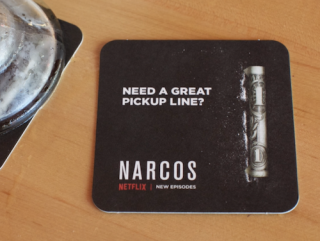 NEED A GREAT
PICKUP LINE?
NARCOS
NETFLIX | NEW EPISODES